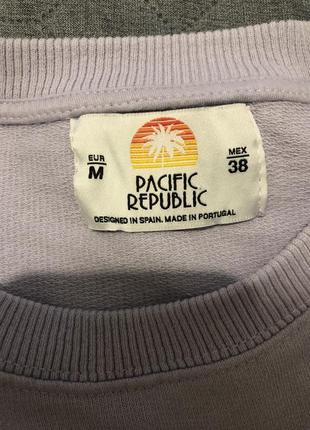 EUR
M
MEX
38
PACIFIC
REPUBLIC
DESIGNED IN SPAIN. MADE IN PORTUGAL